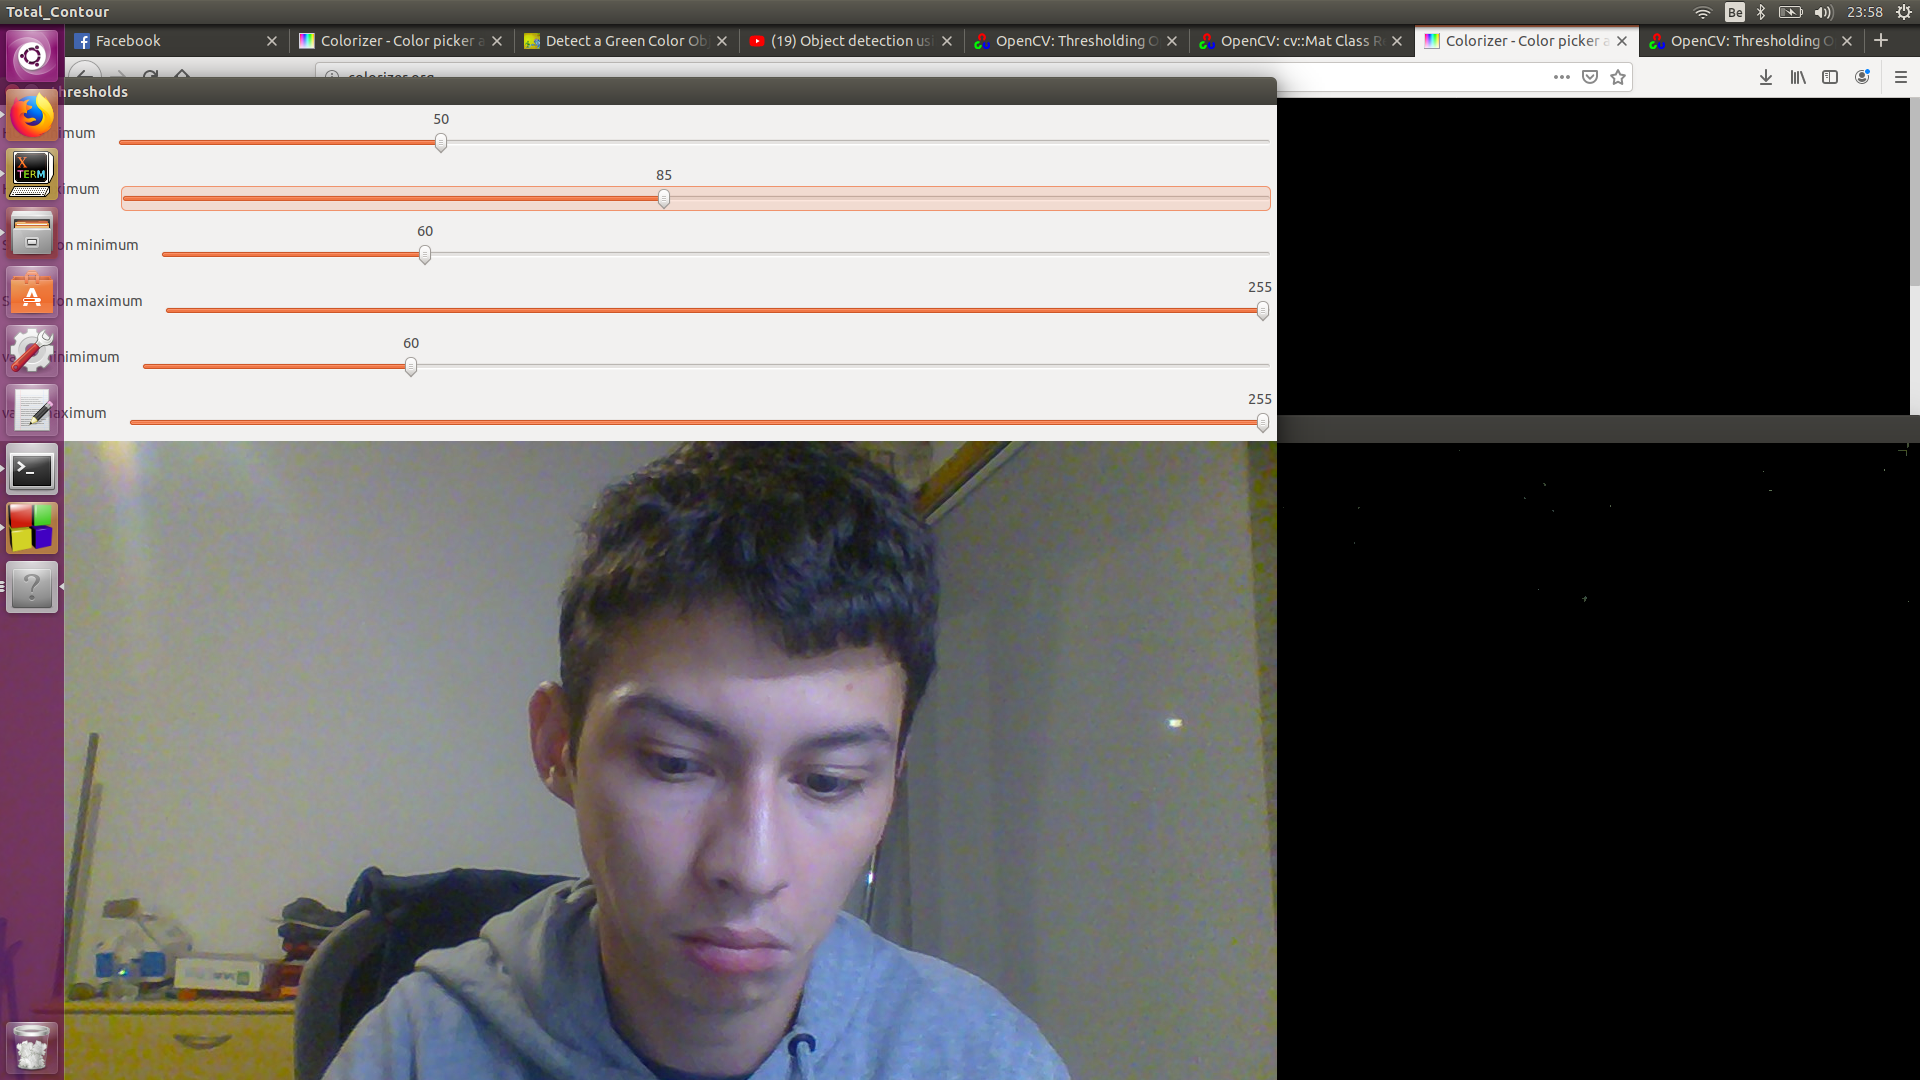 Total_Contour
Be
23:58
Facebook
Colorizer - Color picker a
Detect a Green Color Ob
(19) Object detection usi
OpenCV: Thresholding O
OpenCV: cv::Mat Class R
Colorizer - Color picker a
OpenCV: Thresholding O
colorizer.org
hresholds
imum
50
ximum
85
on minimum
60
on maximum
255
inimimum
60
aximum
255
X
TERM
>_
A
?